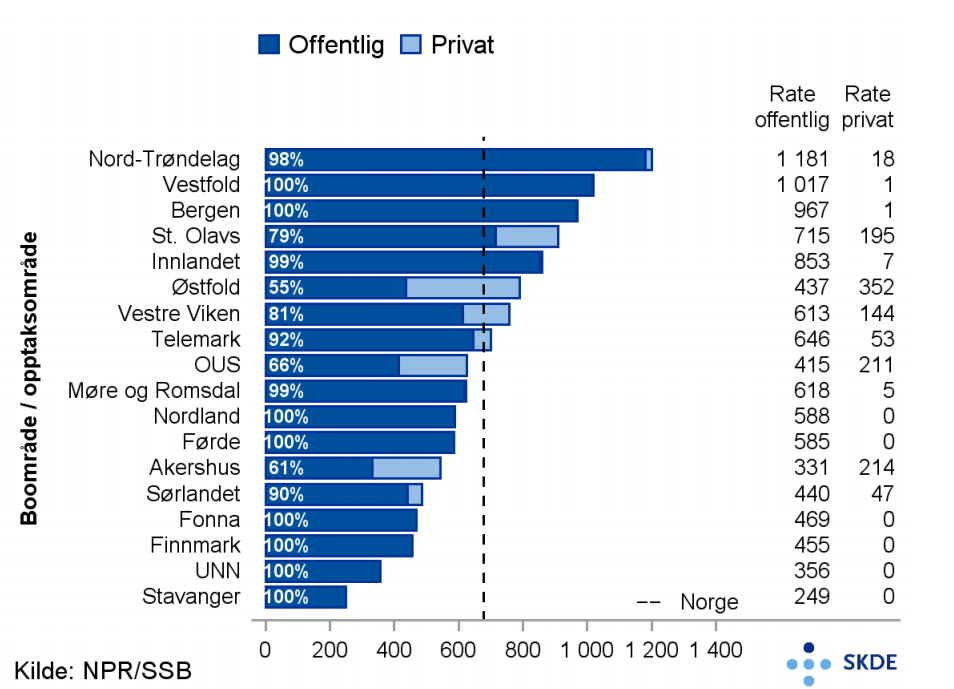 Offentlig Privat
Rate Rate
offentlig privat
Boområde / opptaksområde
Nord-Trøndelag 98% 1 181 18
Vestfold 100% 1 017 1
Bergen 100% 967 1
St. Olavs 79% 715 195
Innlandet 99% 853 7
Østfold 55% 437 352
Vestre Viken 81% 613 144
Telemark 92% 646 53
OUS 66% 415 211
Møre og Romsdal 99% 618 5
Nordland 100% 588 0
Førde 100% 585 0
Akershus 61% 331 214
Sørlandet 90% 440 47
Fonna 100% 469 0
Finnmark 100% 455 0
UNN 100% 356 0
Stavanger 100% 249 0
Norge
0 200 400 600 800 1 000 1 200 1 400
Kilde: NPR/SSB
SKDE